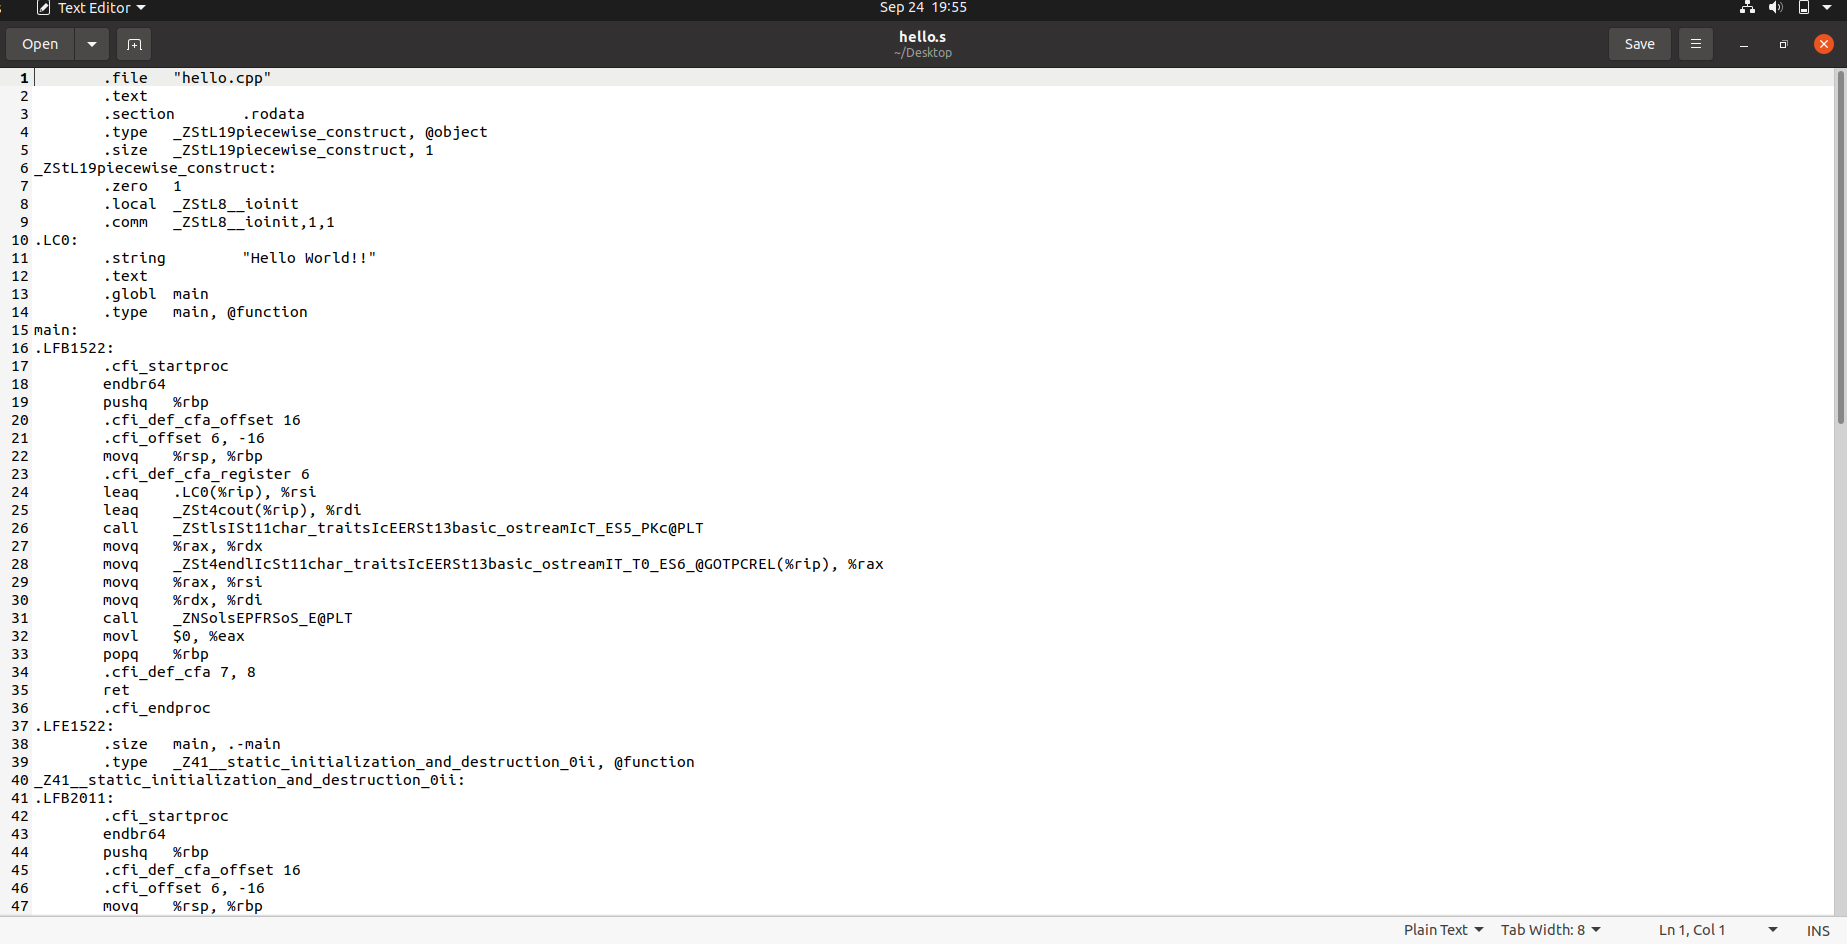 Text Editor
Sep 24 19:55
Open
hello.s
~/Desktop
Save
1 .file "hello.cpp"
2 .text
3 .section .rodata
4 .type _ZStL19piecewise_construct, @object
5 .size _ZStL19piecewise_construct, 1
6 _ZStL19piecewise_construct:
7 .zero 1
8 .local _ZStL8__ioinit
9 .comm _ZStL8__ioinit,1,1
10 .LC0:
11 .string "Hello World!!"
12 .text
13 .globl main
14 .type main, @function
15 main:
16 .LFB1522:
17 .cfi_startproc
18 endbr64
19 pushq %rbp
20 .cfi_def_cfa_offset 16
21 .cfi_offset 6, -16
22 movq %rsp, %rbp
23 .cfi_def_cfa_register 6
24 leaq .LC0(%rip), %rsi
25 leaq _ZSt4cout(%rip), %rdi
26 call _ZStlsISt11char_traitsIcEERSt13basic_ostreamIcT_ES5_PKc@PLT
27 movq %rax, %rdx
28 movq _ZSt4endlIcSt11char_traitsIcEERSt13basic_ostreamIT_T0_ES6_@GOTPCREL(%rip), %rax
29 movq %rax, %rsi
30 movq %rdx, %rdi
31 call _ZNSolsEPFRSoS_E@PLT
32 movl $0, %eax
33 popq %rbp
34 .cfi_def_cfa 7, 8
35 ret
36 .cfi_endproc
37 .LFE1522:
38 .size main, .-main
39 .type _Z41__static_initialization_and_destruction_0ii, @function
40 _Z41__static_initialization_and_destruction_0ii:
41 .LFB2011:
42 .cfi_startproc
43 endbr64
44 pushq %rbp
45 .cfi_def_cfa_offset 16
46 .cfi_offset 6, -16
47 movq %rsp, %rbp
Plain Text
Tab Width: 8
Ln 1, Col 1
INS